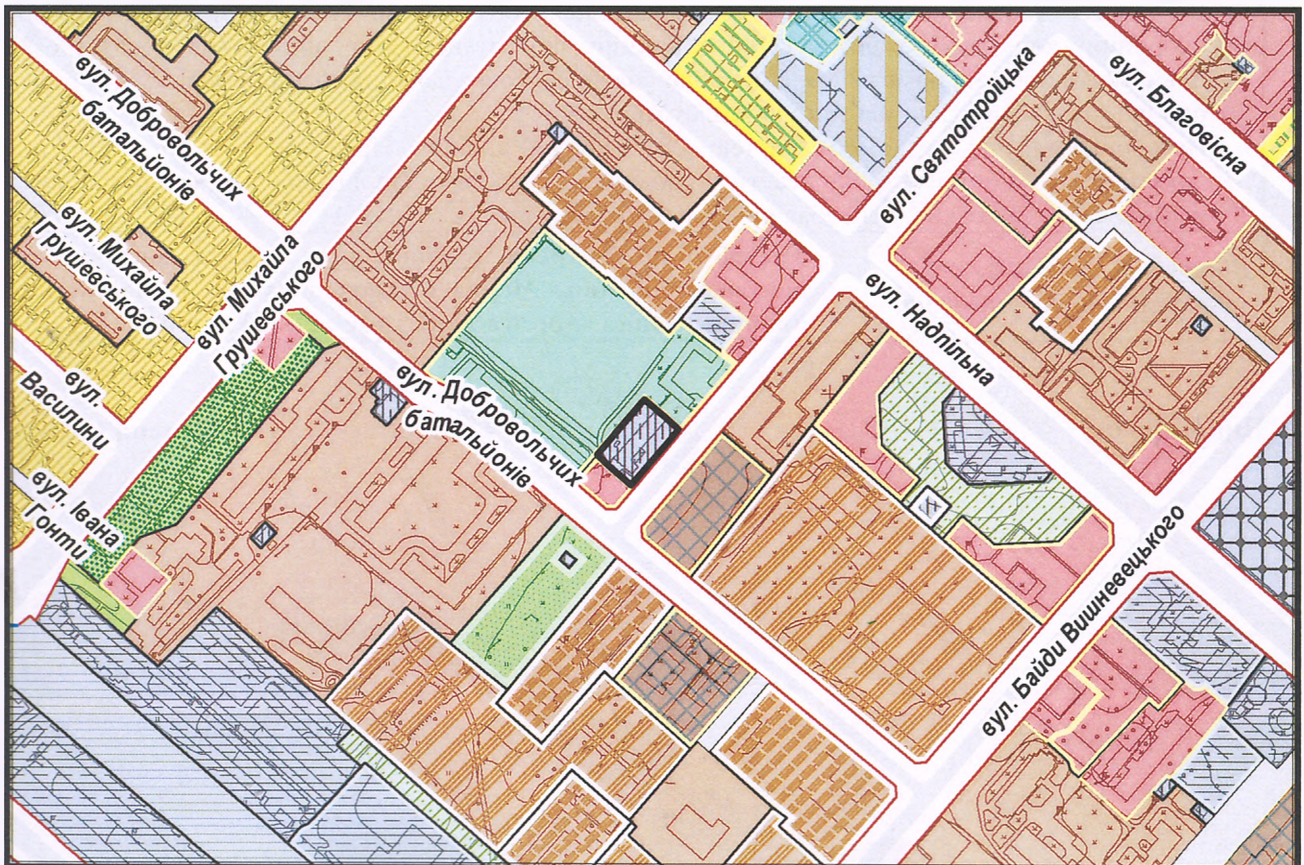 вул. Добровольчих
батальйонів
вул. Михайла
Грушевського
вул. Михайла
Грушевського
вул.
Василини
вул. Івана
Гонти
вул. Добровольчих
батальйонів
вул. Святотроїцька
вул. Благовісна
вул. Надпільна
вул. Байди Вишневецького